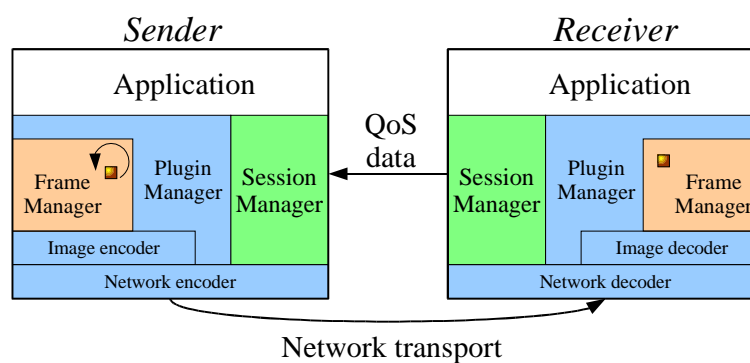 Sender
Receiver
Application
Application
QoS
data
Frame
Manager
Plugin
Manager
Session
Manager
Session
Manager
Plugin
Manager
Frame
Manager
Image encoder
Image decoder
Network encoder
Network decoder
Network transport